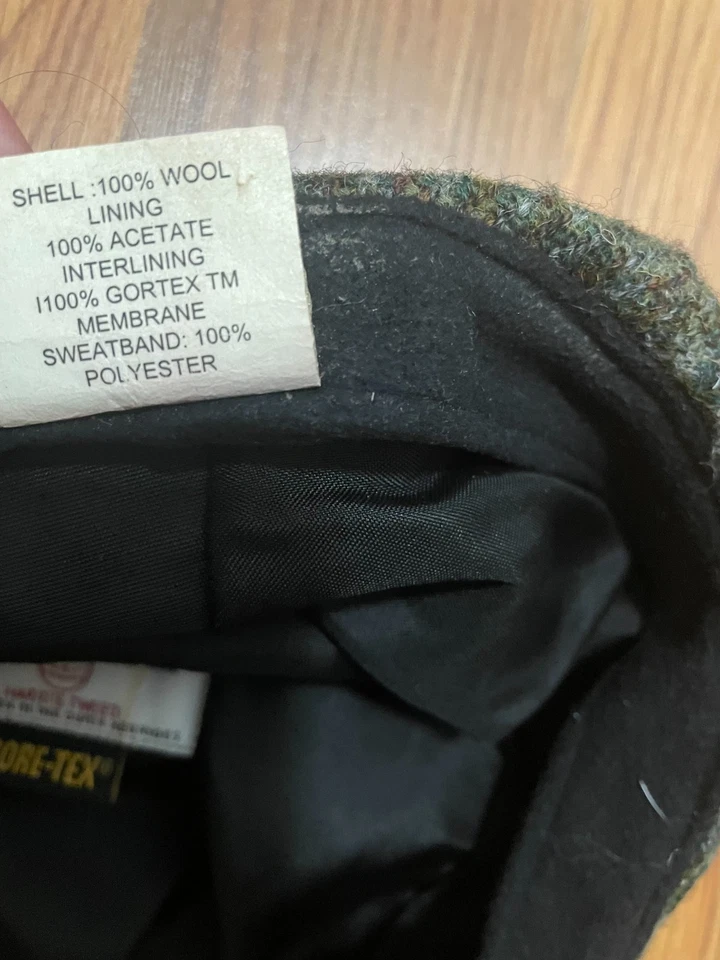 SHELL :100% WOOL
LINING
100% ACETATE
INTERLINING
I100% GORTEX TM
MEMBRANE
SWEATBAND: 100%
POLYESTER
HARRIS TWEED
ORE-TEX®